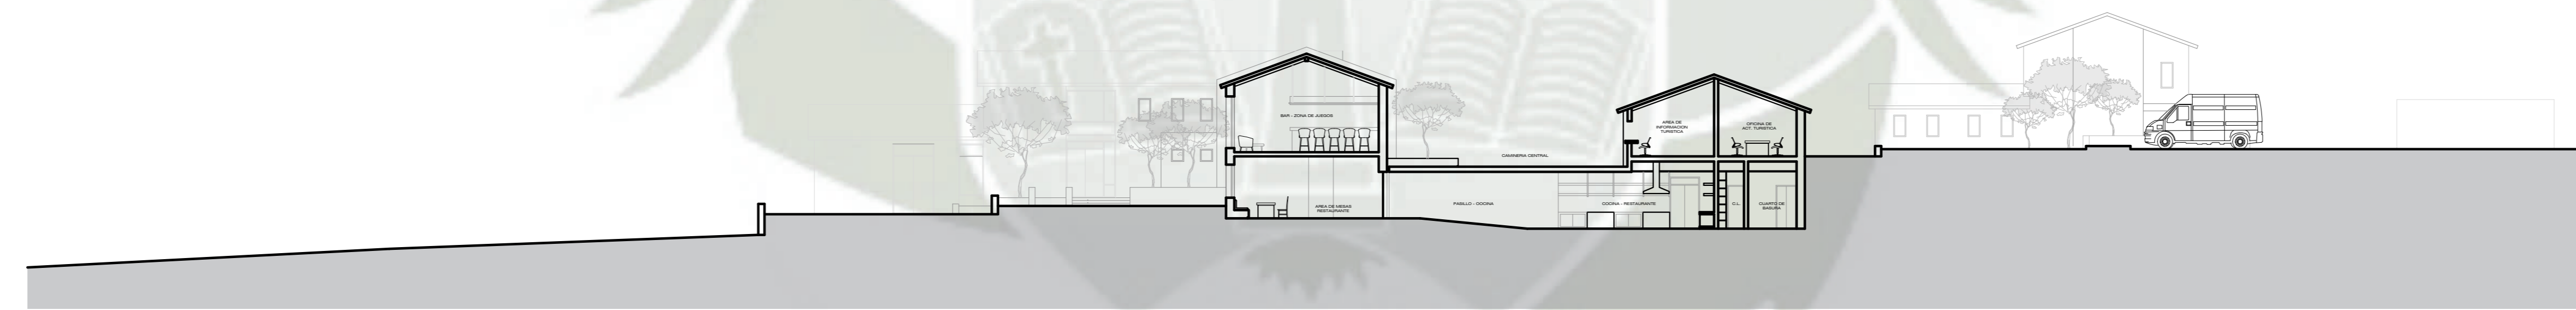 BAR - ZONA DE JUEGOS
AREA DE
INFORMACION
TURISTICA
OFICINA DE
ACT. TURISTICA
CAMINERIA CENTRAL
AREA DE MESAS
RESTAURANTE
PASILLO - COCINA
COCINA - RESTAURANTE
C.L.
CUARTO DE
BASURA